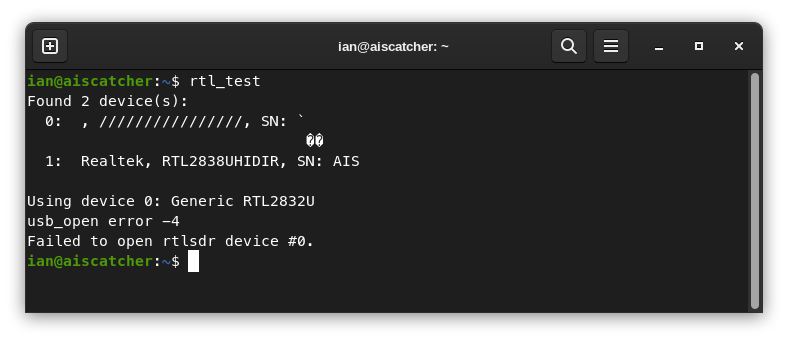 ian@aiscatcher: ~
ian@aiscatcher:~$ rtl_test
Found 2 device(s):
  0:  , ////////////////, SN: `
                               ��
  1:  Realtek, RTL2838UHIDIR, SN: AIS

Using device 0: Generic RTL2832U
usb_open error -4
Failed to open rtlsdr device #0.
ian@aiscatcher:~$